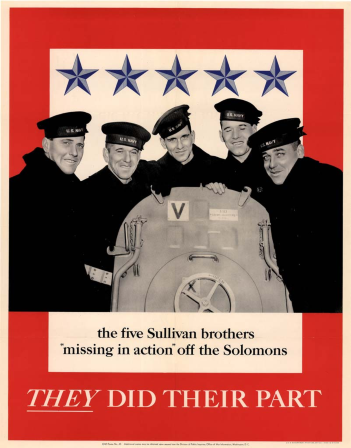 U.S. NAVY
U.S. NAVY
U.S. NAVY
U.S. NAVY
U.S. NAVY
V
the five Sullivan brothers
"missing in action" off the Solomons
THEY DID THEIR PART